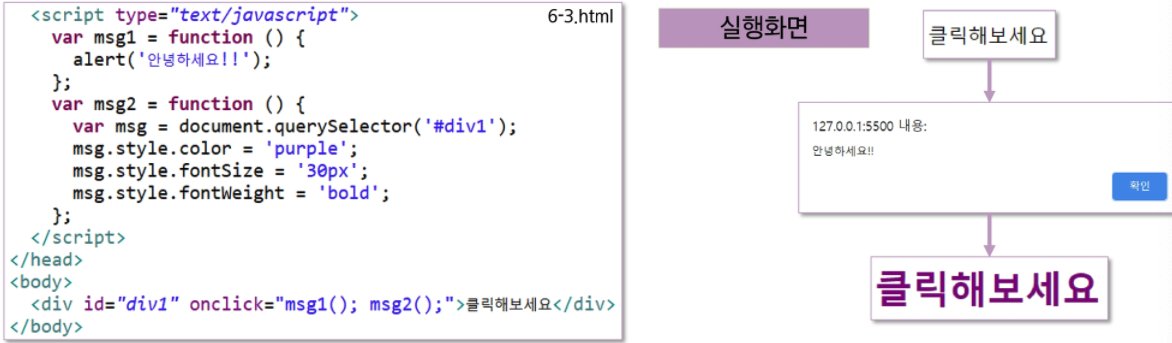 <script type="text/javascript">
6-3.html
var msg1 = function () {
alert('안녕하세요!!');
};
var msg2 = function () {
var msg = document.querySelector('#div1');
msg.style.color = 'purple';
msg.style.fontSize = '30px';
msg.style.fontWeight = 'bold';
};
</script>
</head>
<body>
<div id="div1" onclick="msg1(); msg2();">클릭해보세요</div>
</body>
실행화면
클릭해보세요
127.0.0.1:5500 내용:
안녕하세요!!
확인
클릭해보세요